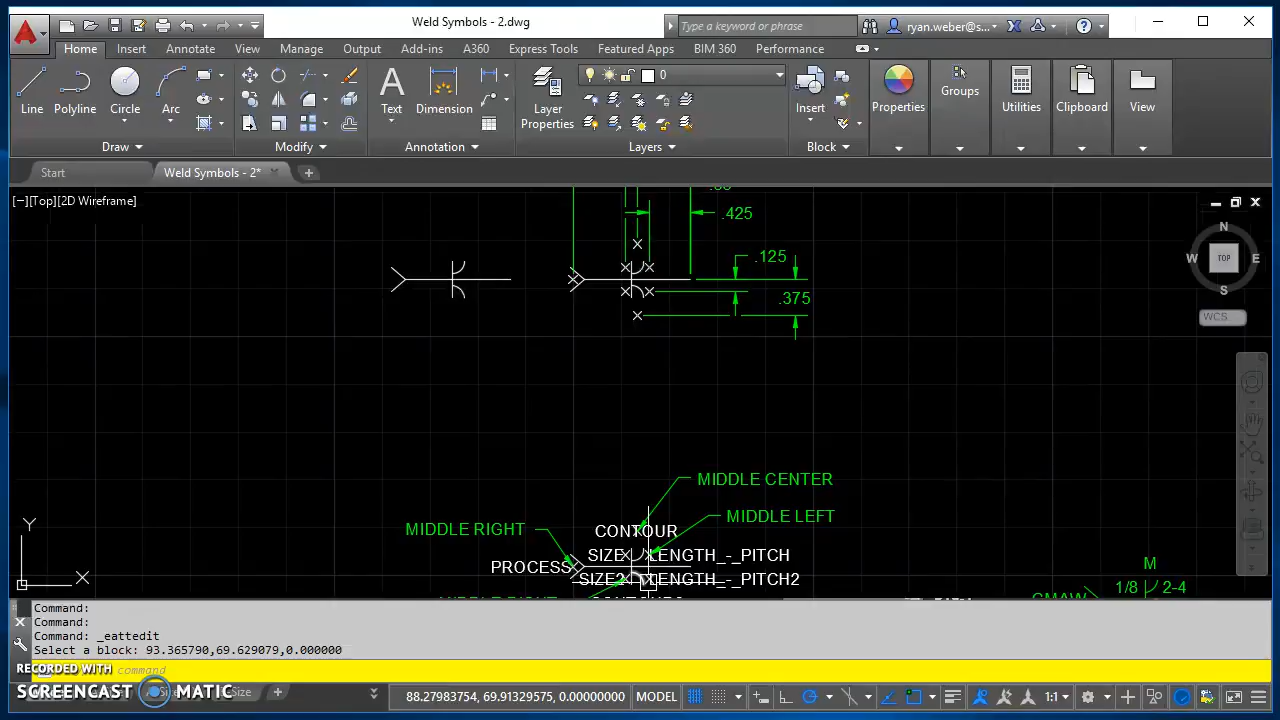 Weld Symbols - 2.dwg
Type a keyword or phrase
ryan.weber@s...
Home Insert Annotate View Manage Output Add-ins A360 Express Tools Featured Apps BIM 360 Performance
0
Line Polyline Circle Arc
Text Dimension
Layer
Properties
Insert
Properties Groups Utilities Clipboard View
Draw Modify Annotation Layers Block
Start Weld Symbols - 2*
[−][Top][2D Wireframe]
N
W TOP E
S
WCS
.425
.125
.375
MIDDLE CENTER
MIDDLE LEFT
MIDDLE RIGHT
CONTOUR
SIZE LENGTH_-_PITCH
PROCESS
SIZE2 LENGTH_-_PITCH2
M
1/8 2-4
Y
X
Command:
Command:
Command: _eattedit
Select a block: 93.365790,69.629079,0.000000
command
RECORDED WITH
SCREENCAST MATIC
Size
88.27983754, 69.91329575, 0.00000000 MODEL 1:1